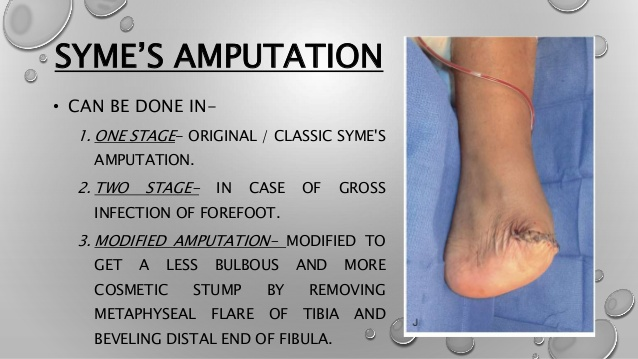 SYME’S AMPUTATION
• CAN BE DONE IN-
1. ONE STAGE- ORIGINAL / CLASSIC SYME'S
AMPUTATION.
2. TWO STAGE- IN CASE OF GROSS
INFECTION OF FOREFOOT.
3. MODIFIED AMPUTATION- MODIFIED TO
GET A LESS BULBOUS AND MORE
COSMETIC STUMP BY REMOVING
METAPHYSEAL FLARE OF TIBIA AND
BEVELING DISTAL END OF FIBULA.
J